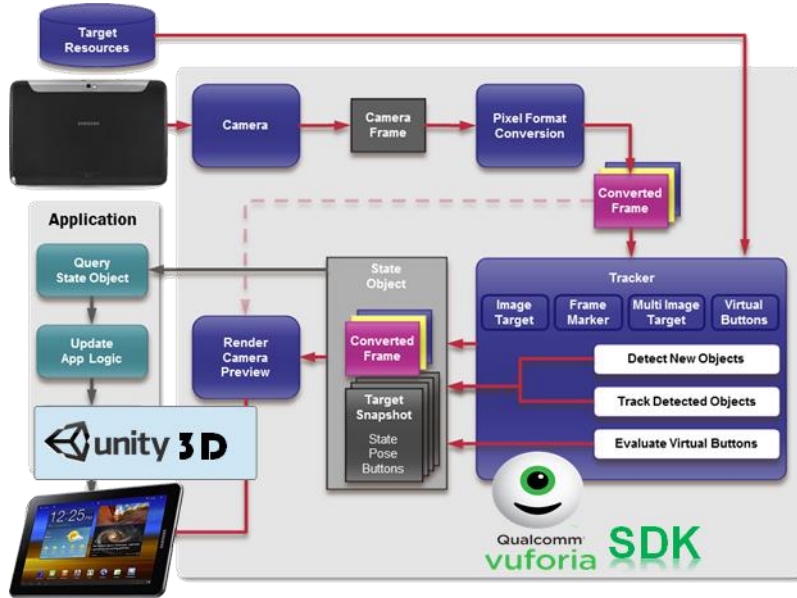 Target
Resources
SAMSUNG
Camera
Camera
Frame
Pixel Format
Conversion
Converted
Frame
Application
Query
State Object
Update
App Logic
unity 3D
State
Object
Converted
Frame
Target
Snapshot
State
Pose
Buttons
Render
Camera
Preview
Tracker
Image
Target
Frame
Marker
Multi Image
Target
Virtual
Buttons
Detect New Objects
Track Detected Objects
Evaluate Virtual Buttons
12:25
Qualcomm
vuforia
SDK